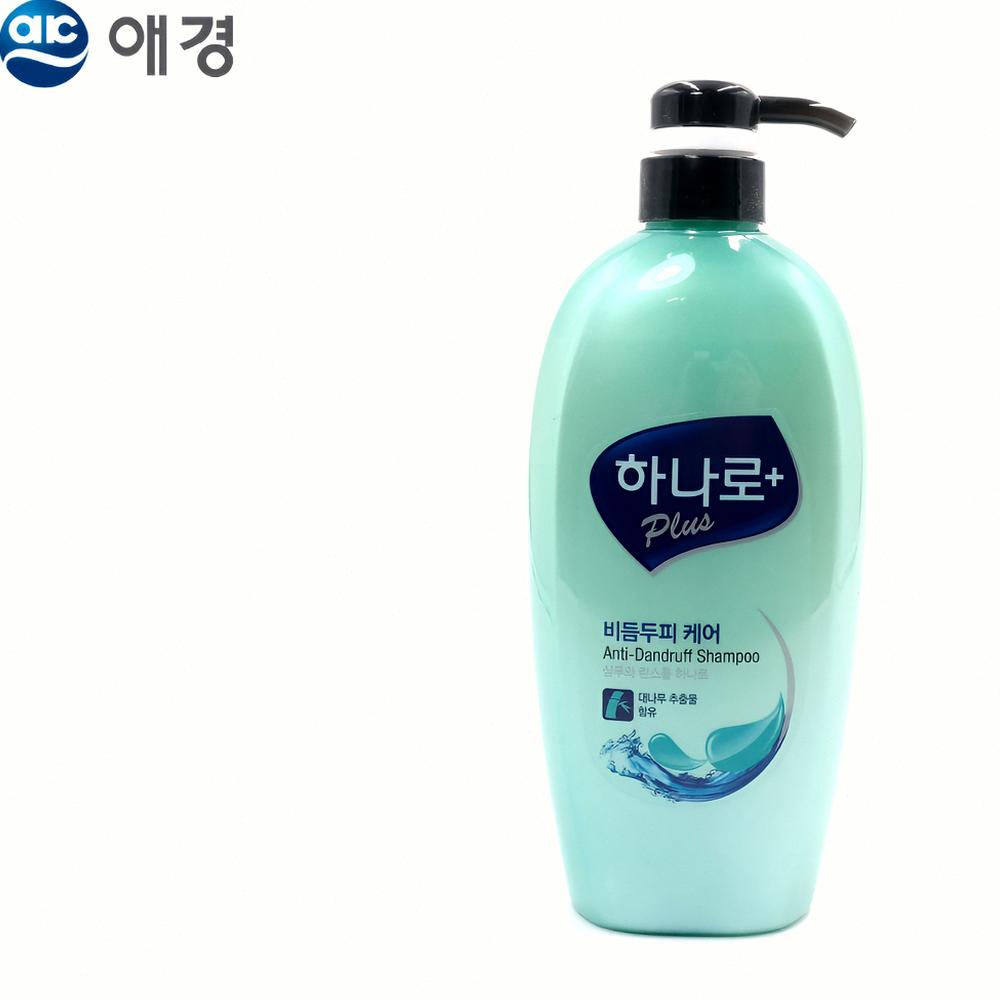 애경
하나로+
Plus
비듬두피 케어
Anti-Dandruff Shampoo
샴푸와 린스를 하나로
대나무 추출물
함유